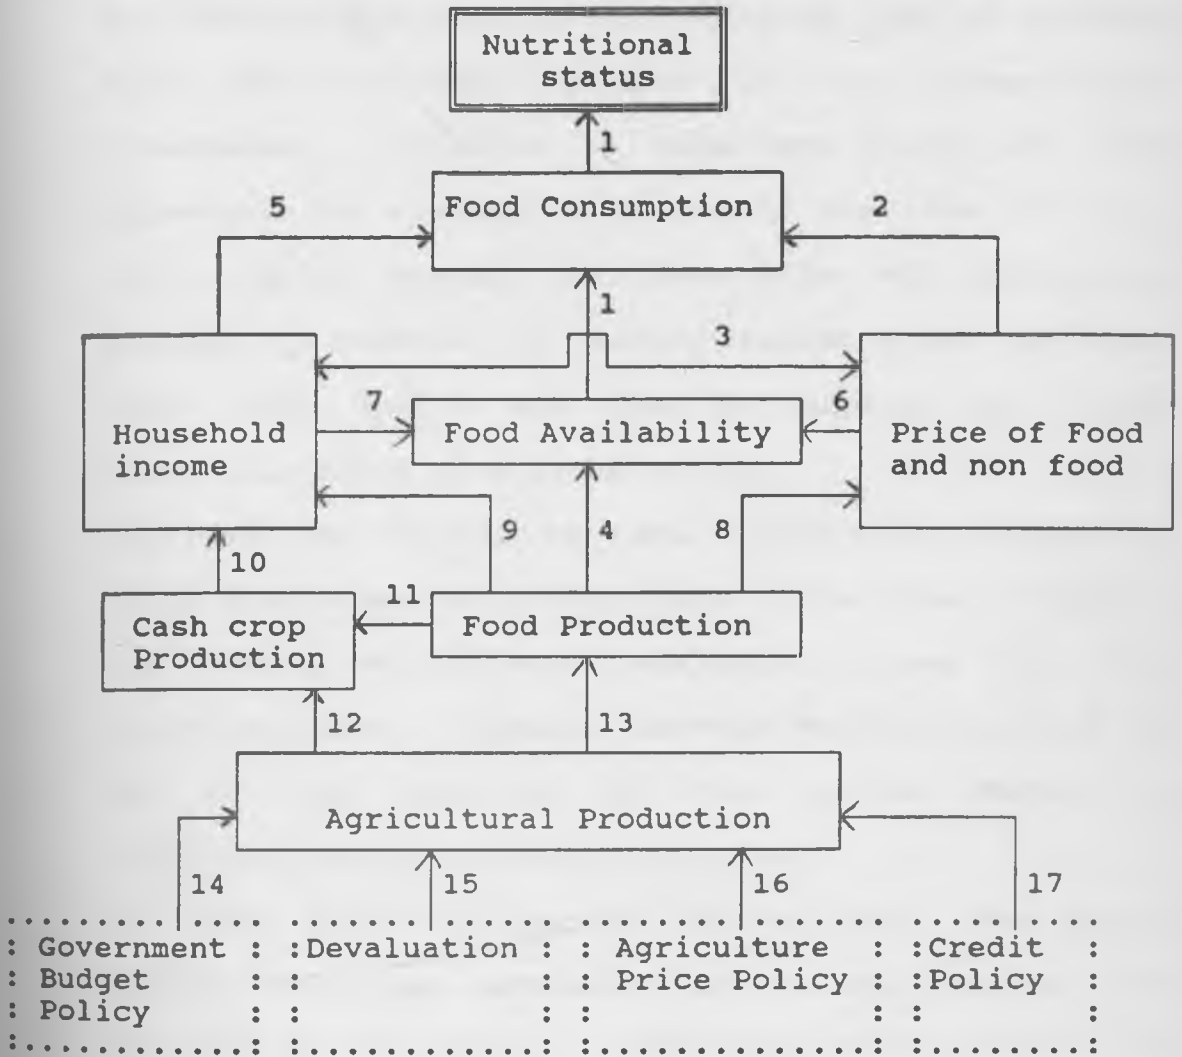 Nutritional
status
1
5
Food Consumption
2
1
3
7
6
Household
income
Food Availability
Price of Food
and non food
9
4
8
10
11
Cash crop
Production
Food Production
12
13
Agricultural Production
14
15
16
17
Government
Budget
Policy
Devaluation
Agriculture
Price Policy
Credit
Policy